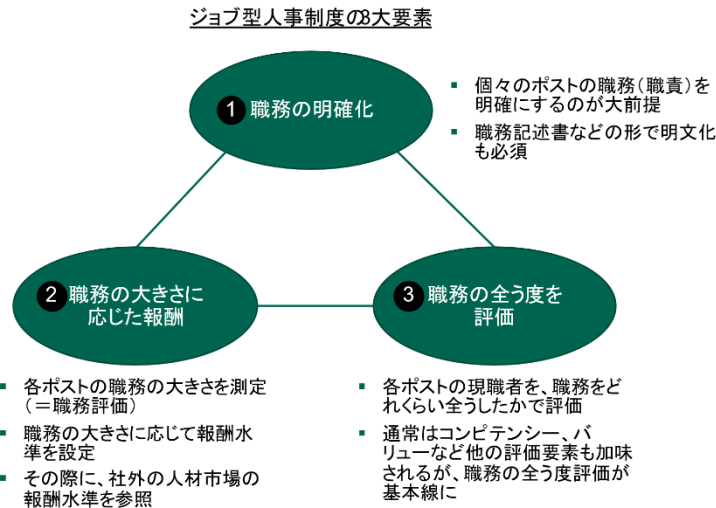 ジョブ型人事制度の3大要素
1 職務の明確化
▪ 個々のポストの職務(職責)を
明確にするのが大前提
▪ 職務記述書などの形で明文化
も必須
2 職務の大きさに
応じた報酬
3 職務の全う度を
評価
▪ 各ポストの職務の大きさを測定
(=職務評価)
▪ 職務の大きさに応じて報酬水
準を設定
▪ その際に、社外の人材市場の
報酬水準を参照
▪ 各ポストの現職者を、職務をど
れくらい全うしたかで評価
▪ 通常はコンピテンシー、バ
リューなど他の評価要素も加味
されるが、職務の全う度評価が
基本線に